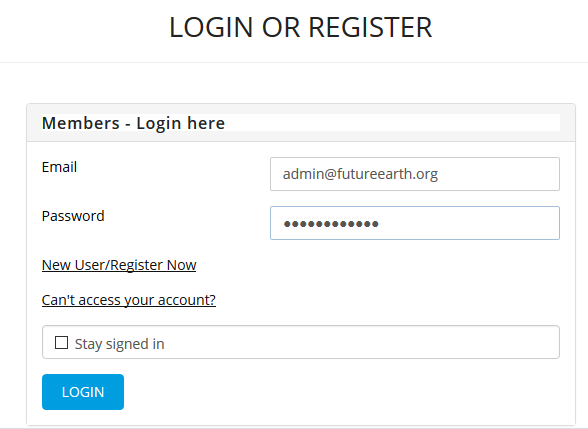 LOGIN OR REGISTER
Members - Login here
Email
admin@futureearth.org
Password
●●●●●●●●●●●●
New User/Register Now
Can't access your account?
Stay signed in
LOGIN